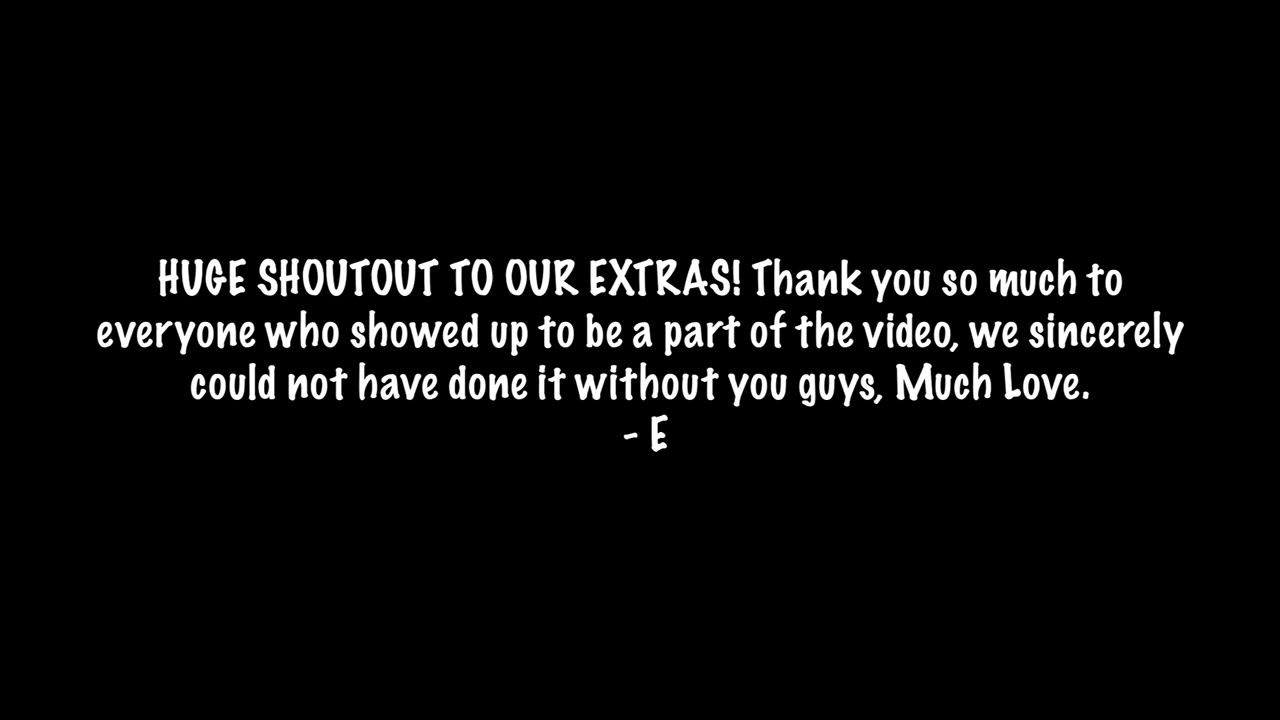 HUGE SHOUTOUT TO OUR EXTRAS! Thank you so much to
everyone who showed up to be a part of the video, we sincerely
could not have done it without you guys, Much Love.
- E